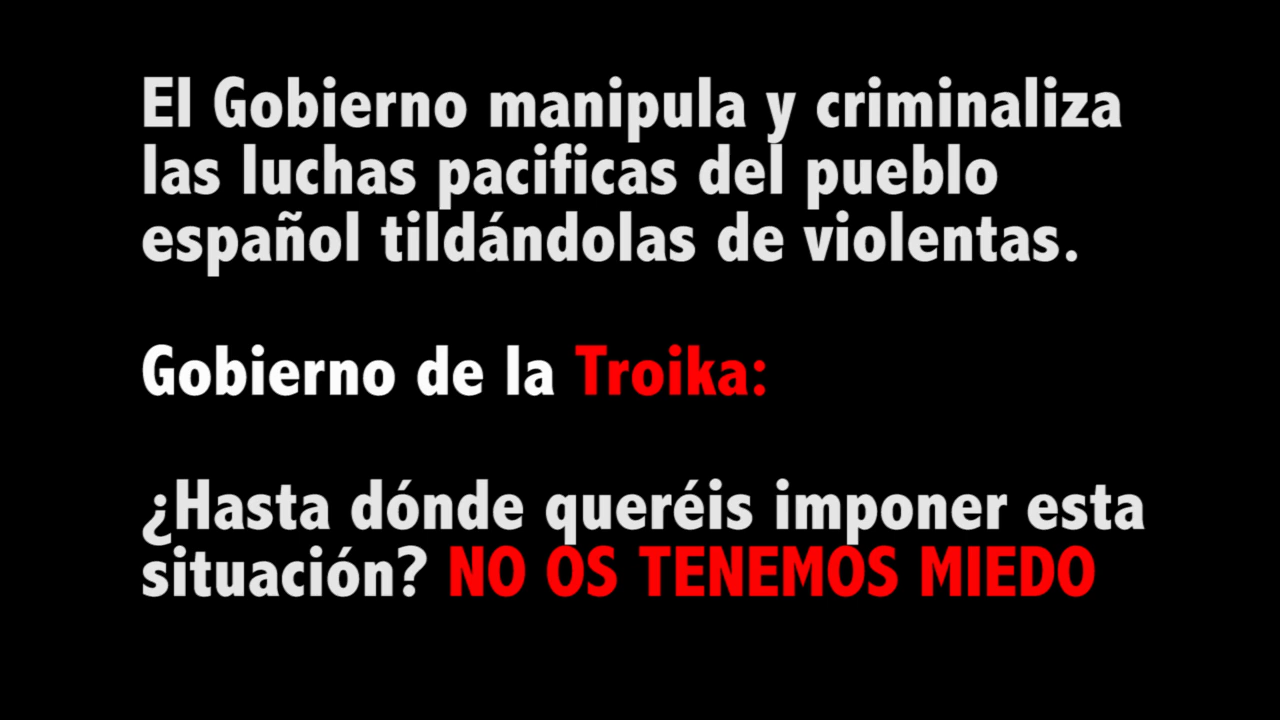 El Gobierno manipula y criminaliza
las luchas pacificas del pueblo
español tildándolas de violentas.
Gobierno de la Troika:
¿Hasta dónde queréis imponer esta
situación? NO OS TENEMOS MIEDO